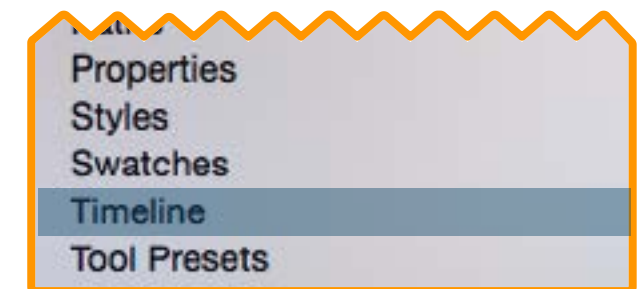 Properties
Styles
Swatches
Timeline
Tool Presets